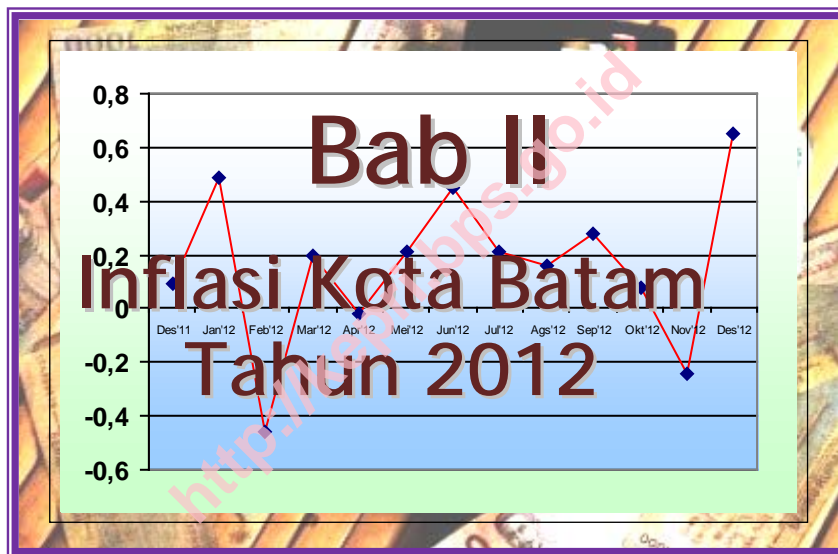 0,8
0,6
0,4
0,2
0
-0,2
-0,4
-0,6
Des'11 Jan'12 Feb'12 Mar'12 Apr'12 Mei'12 Jun'12 Jul'12 Ags'12 Sep'12 Okt'12 Nov'12 Des'12
Bab II
Inflasi Kota Batam
Tahun 2012
http://kepri.bps.go.id